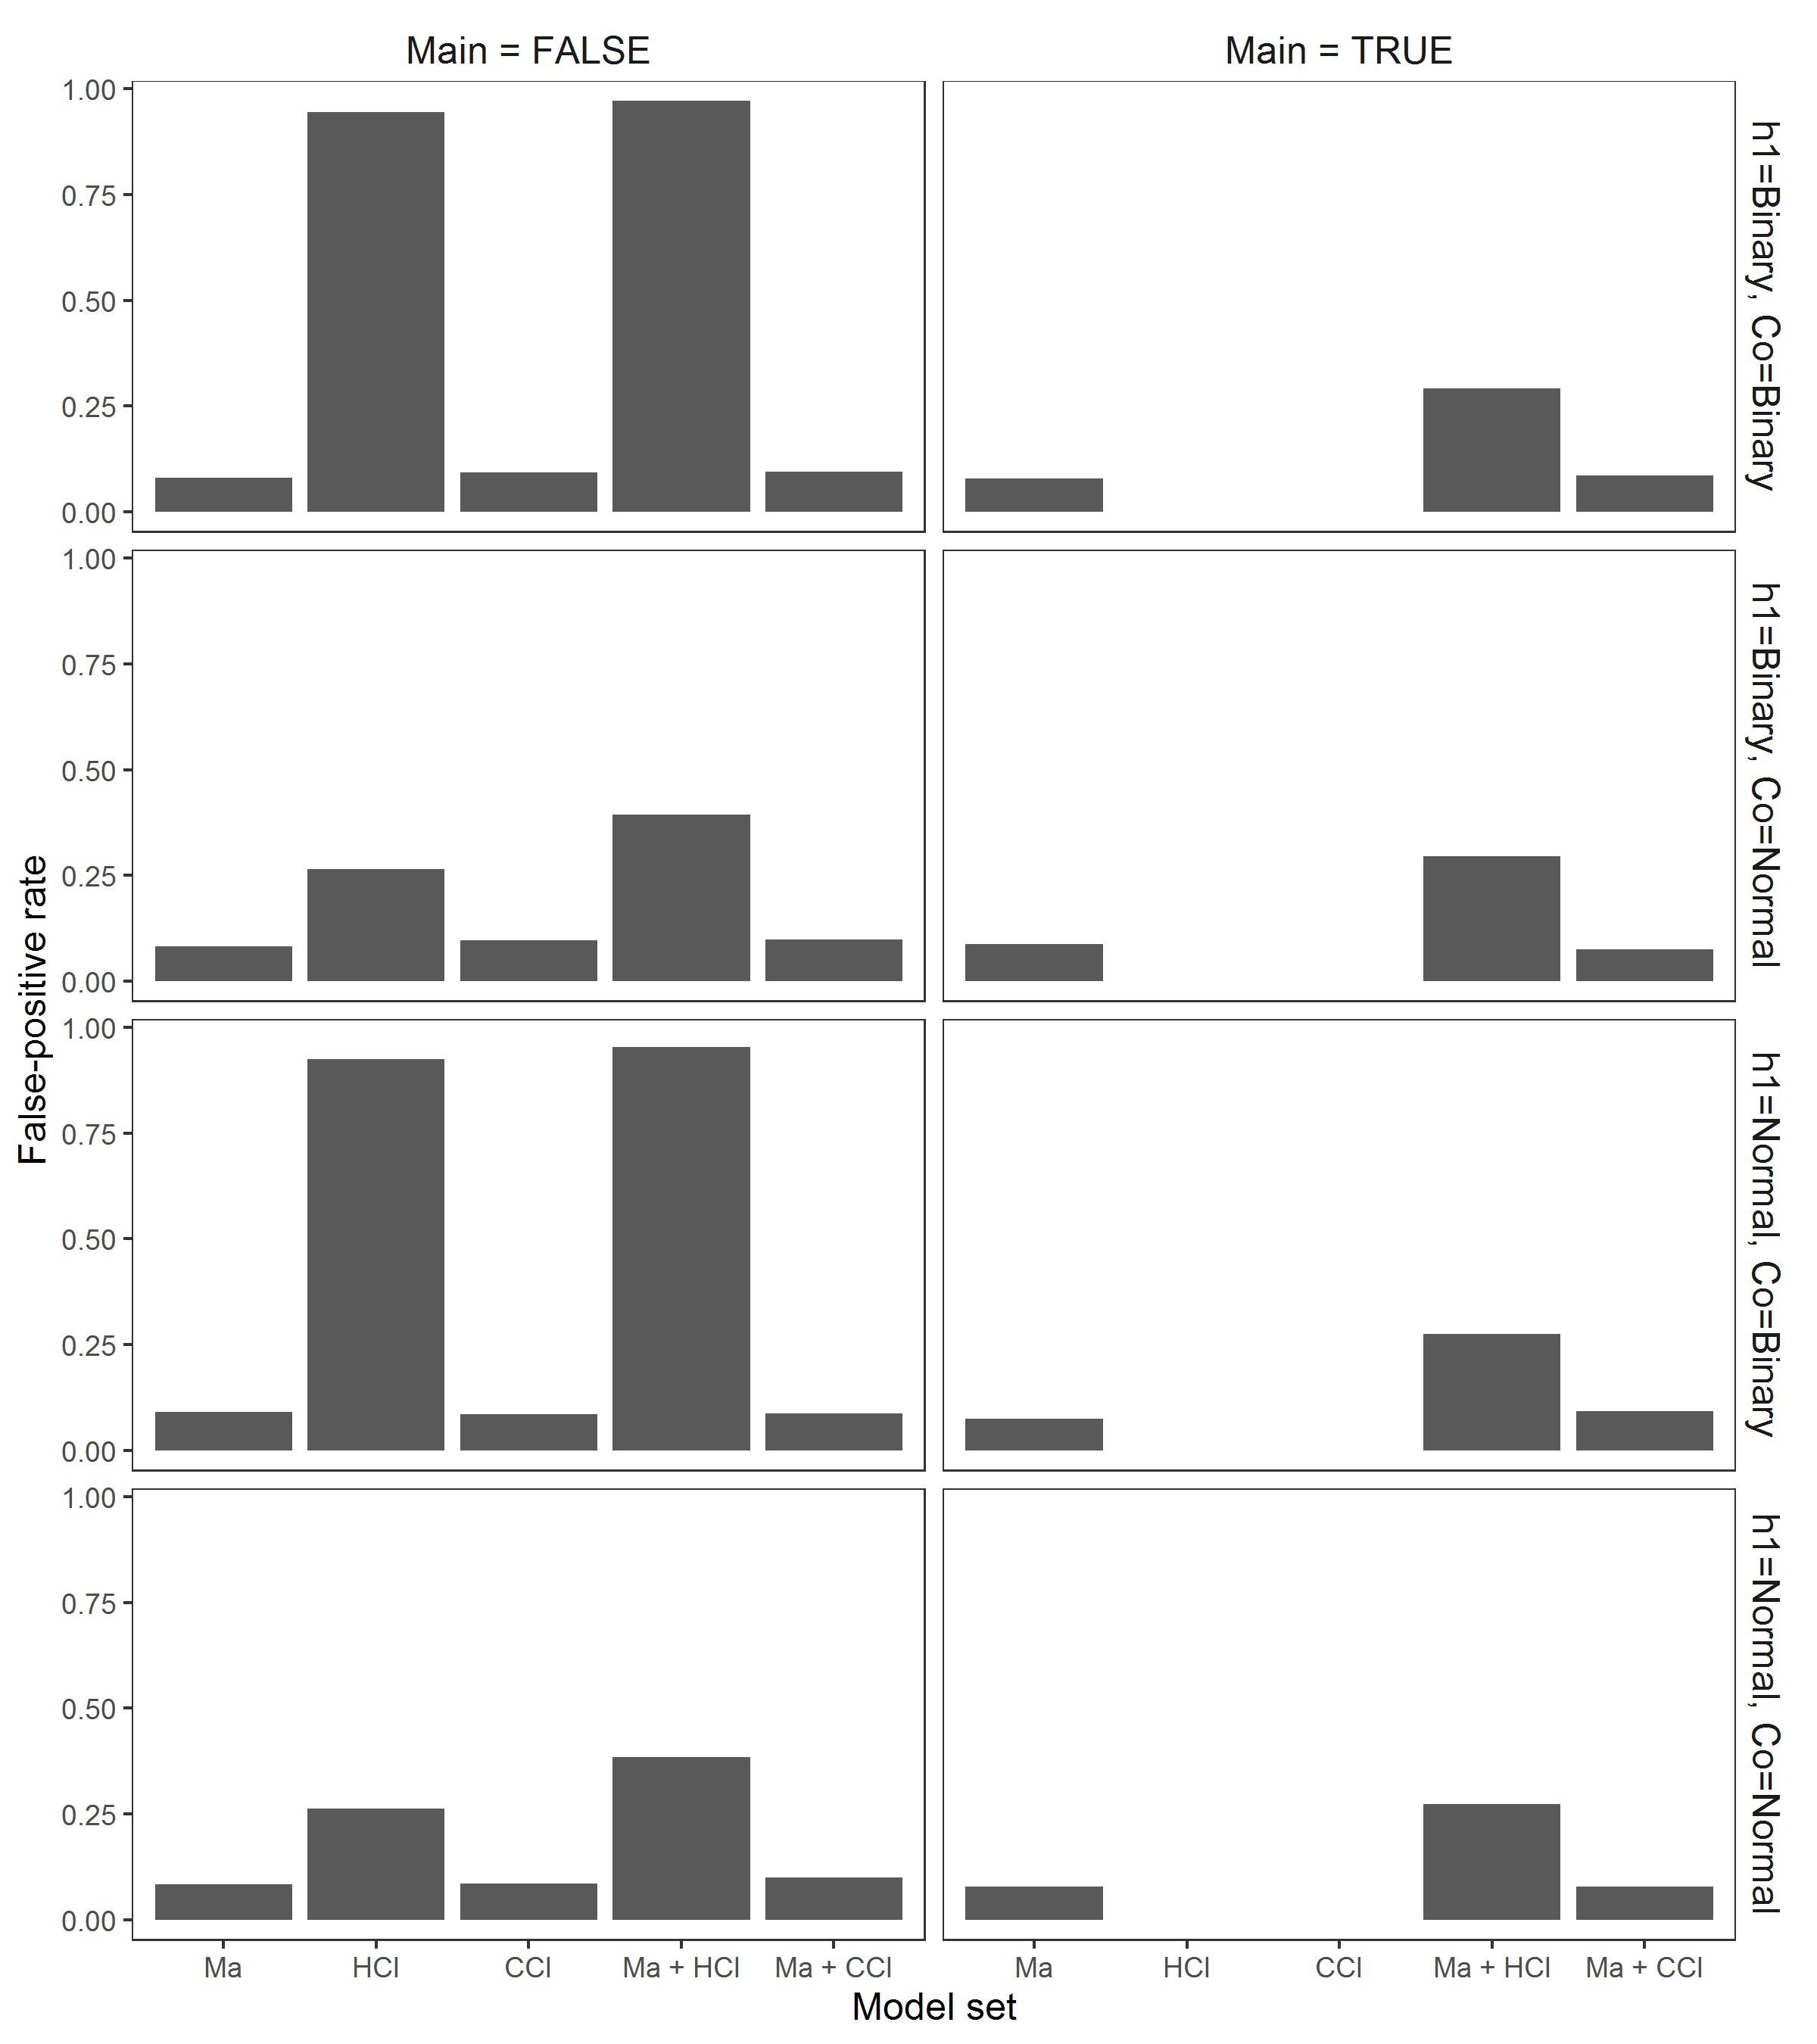 Main = FALSE
Main = TRUE
False-positive rate
1.00
0.75
0.50
0.25
0.00
h1=Binary, Co=Binary
1.00
0.75
0.50
0.25
0.00
h1=Binary, Co=Normal
1.00
0.75
0.50
0.25
0.00
h1=Normal, Co=Binary
1.00
0.75
0.50
0.25
0.00
h1=Normal, Co=Normal
Ma HCI CCI Ma + HCI Ma + CCI
Ma HCI CCI Ma + HCI Ma + CCI
Model set